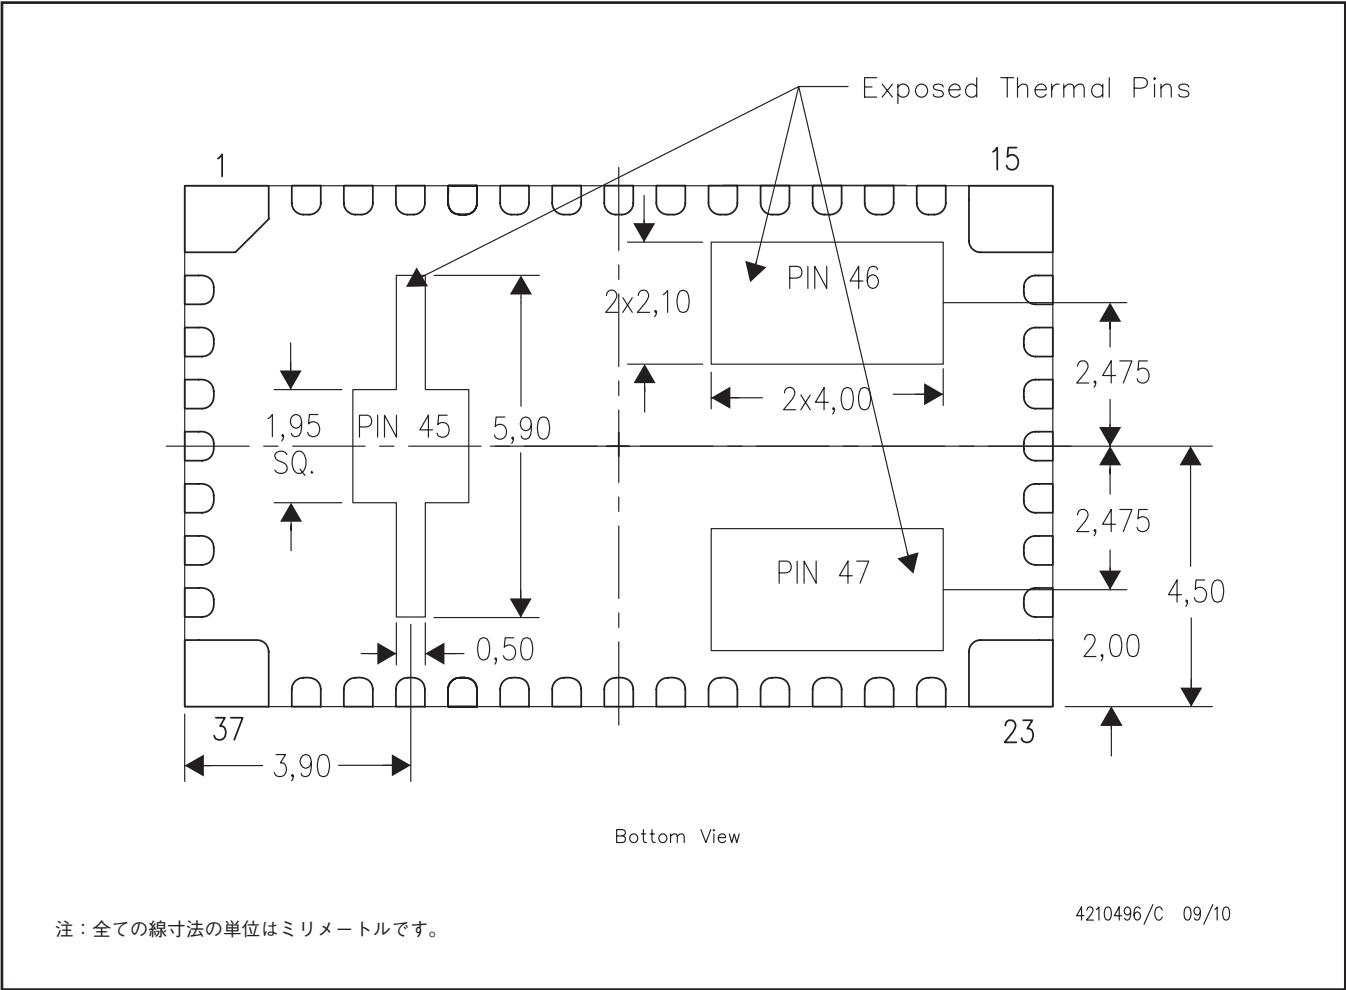 Exposed Thermal Pins
1
15
PIN 46
2x2,10
2,475
2x4,00
1,95
SQ.
PIN 45
5,90
2,475
PIN 47
4,50
0,50
2,00
37
23
3,90
Bottom View
4210496/C 09/10
注：全ての線寸法の単位はミリメートルです。